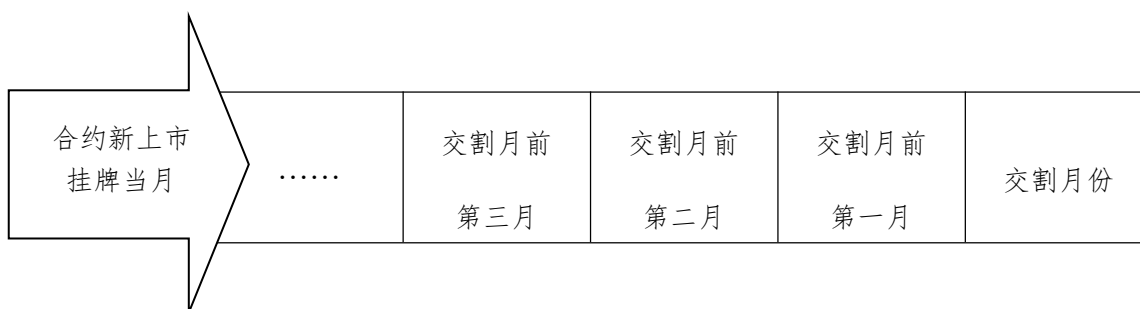 合约新上市
挂牌当月
……
交割月前
第三月
交割月前
第二月
交割月前
第一月
交割月份